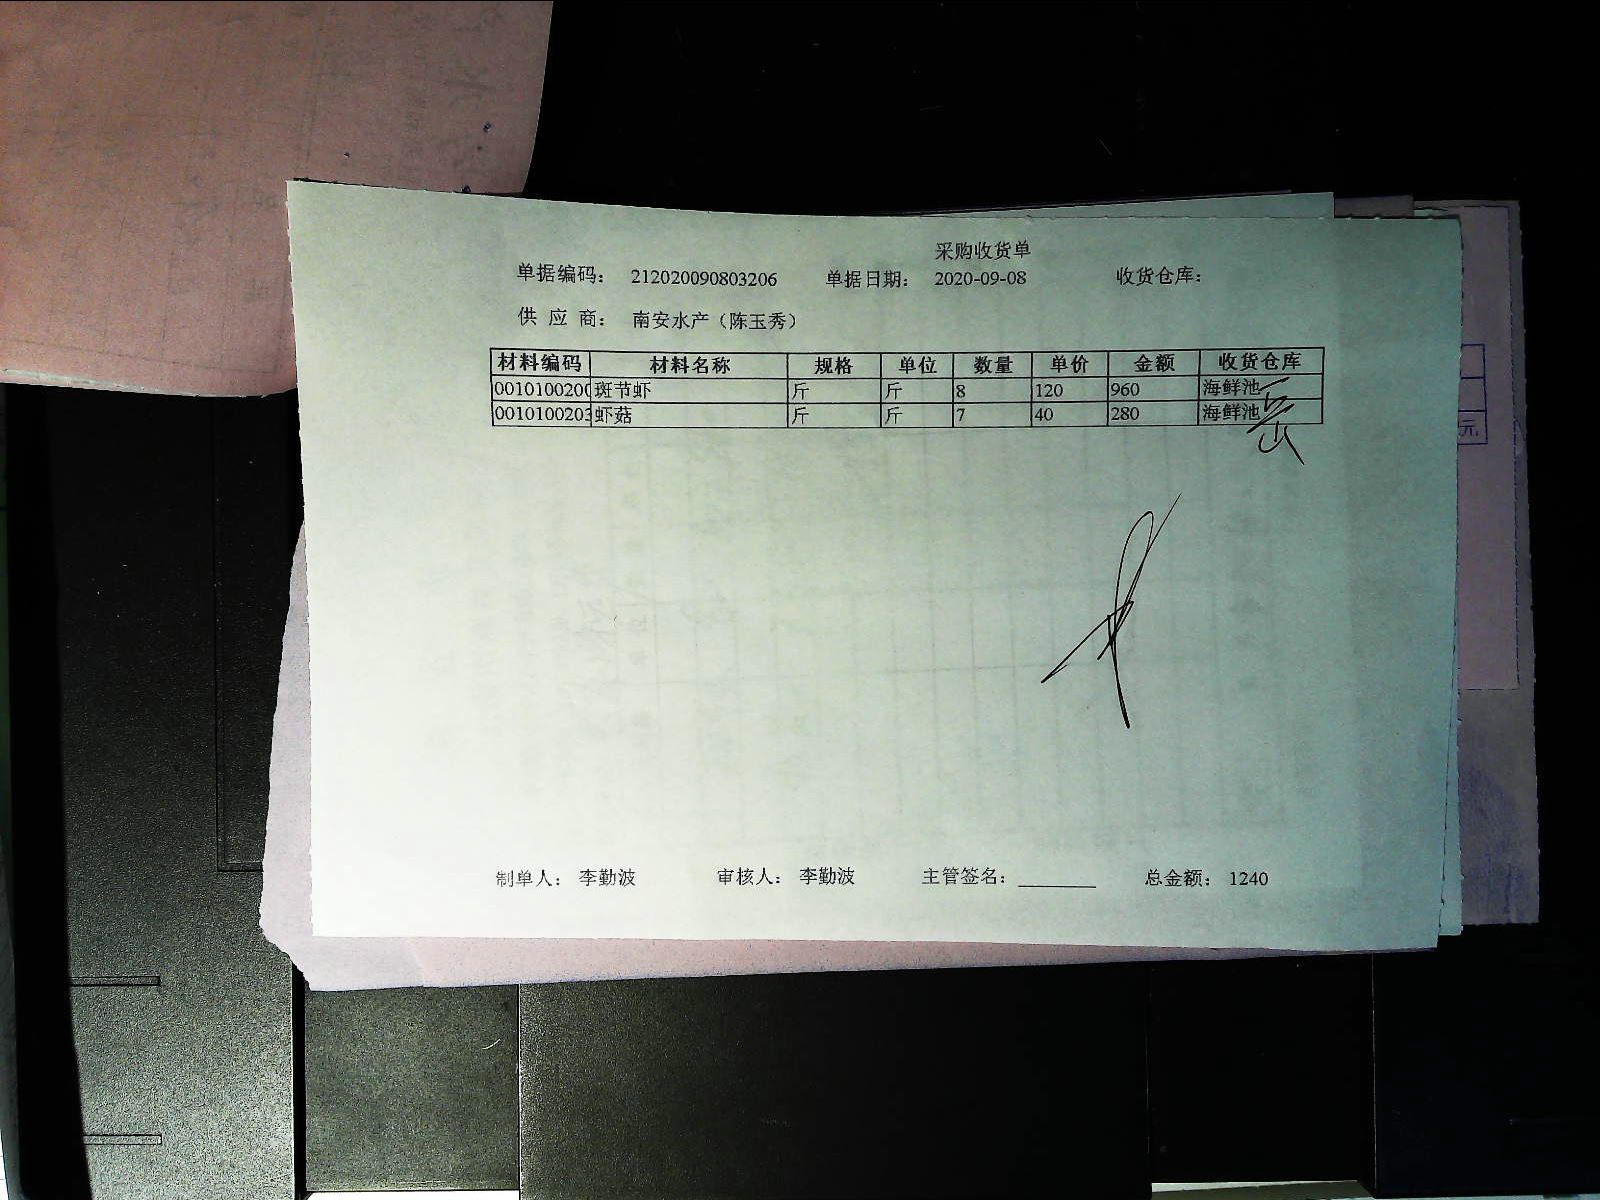 采购收货单
单据编码： 212020090803206 单据日期： 2020-09-08 收货仓库：
供 应 商： 南安水产（陈玉秀）
材料编码 材料名称 规格 单位 数量 单价 金额 收货仓库
0010100200 斑节虾 斤 斤 8 120 960 海鲜池
0010100203 虾菇 斤 斤 7 40 280 海鲜池
元
制单人： 李勤波 审核人： 李勤波 主管签名： 总金额： 1240